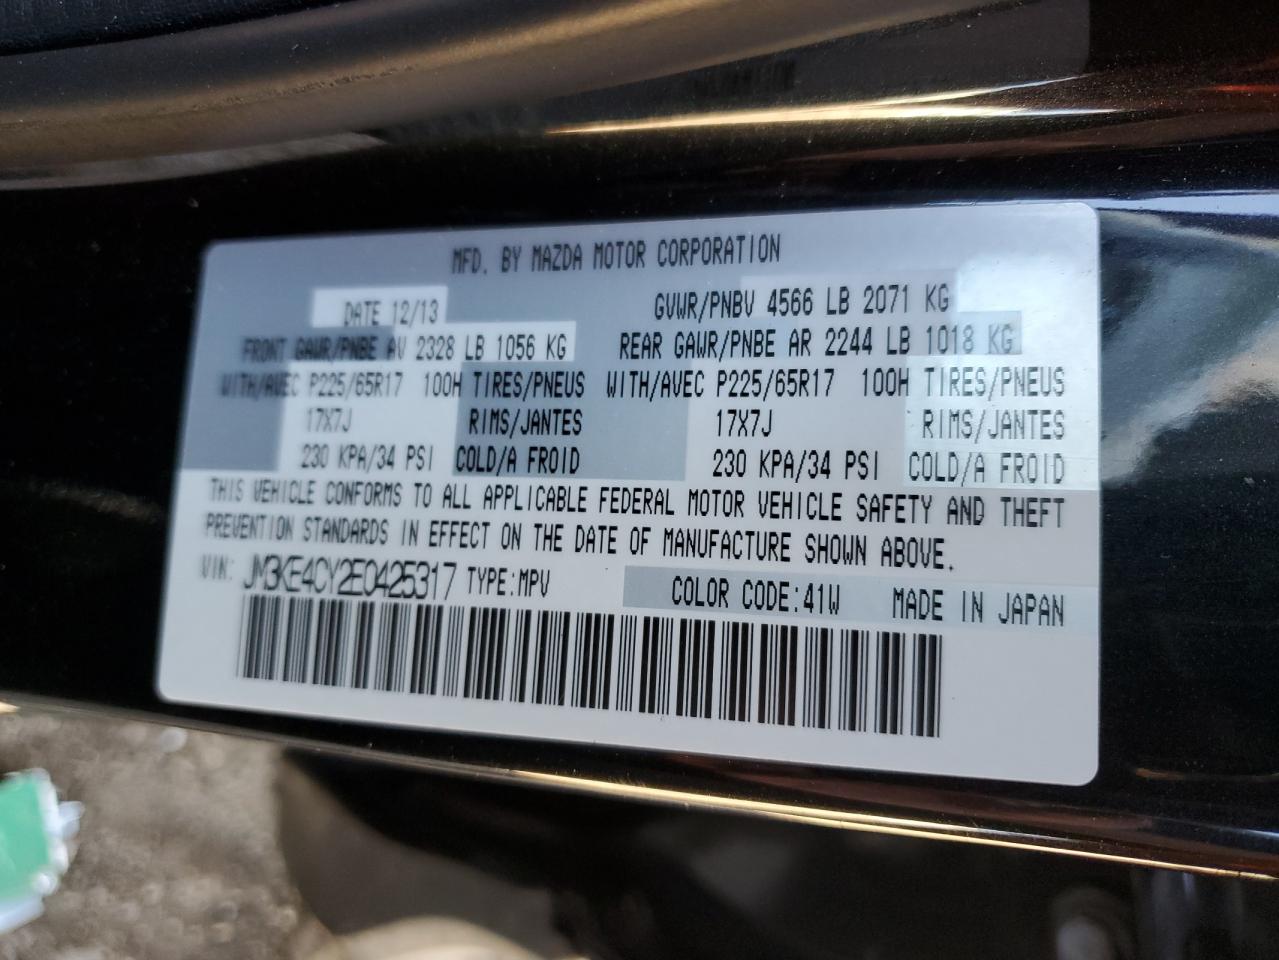 MFD. BY MAZDA MOTOR CORPORATION
DATE 12/13 GVWR/PNBV 4566 LB 2071 KG
FRONT GAWR/PNBE AV 2328 LB 1056 KG REAR GAWR/PNBE AR 2244 LB 1018 KG
WITH/AVEC P225/65R17 100H TIRES/PNEUS WITH/AVEC P225/65R17 100H TIRES/PNEUS
17X7J RIMS/JANTES 17X7J RIMS/JANTES
230 KPA/34 PSI COLD/A FROID 230 KPA/34 PSI COLD/A FROID
THIS VEHICLE CONFORMS TO ALL APPLICABLE FEDERAL MOTOR VEHICLE SAFETY AND THEFT
PREVENTION STANDARDS IN EFFECT ON THE DATE OF MANUFACTURE SHOWN ABOVE.
VIN: JM3KE4CY2E0425317 TYPE:MPV COLOR CODE:41W MADE IN JAPAN